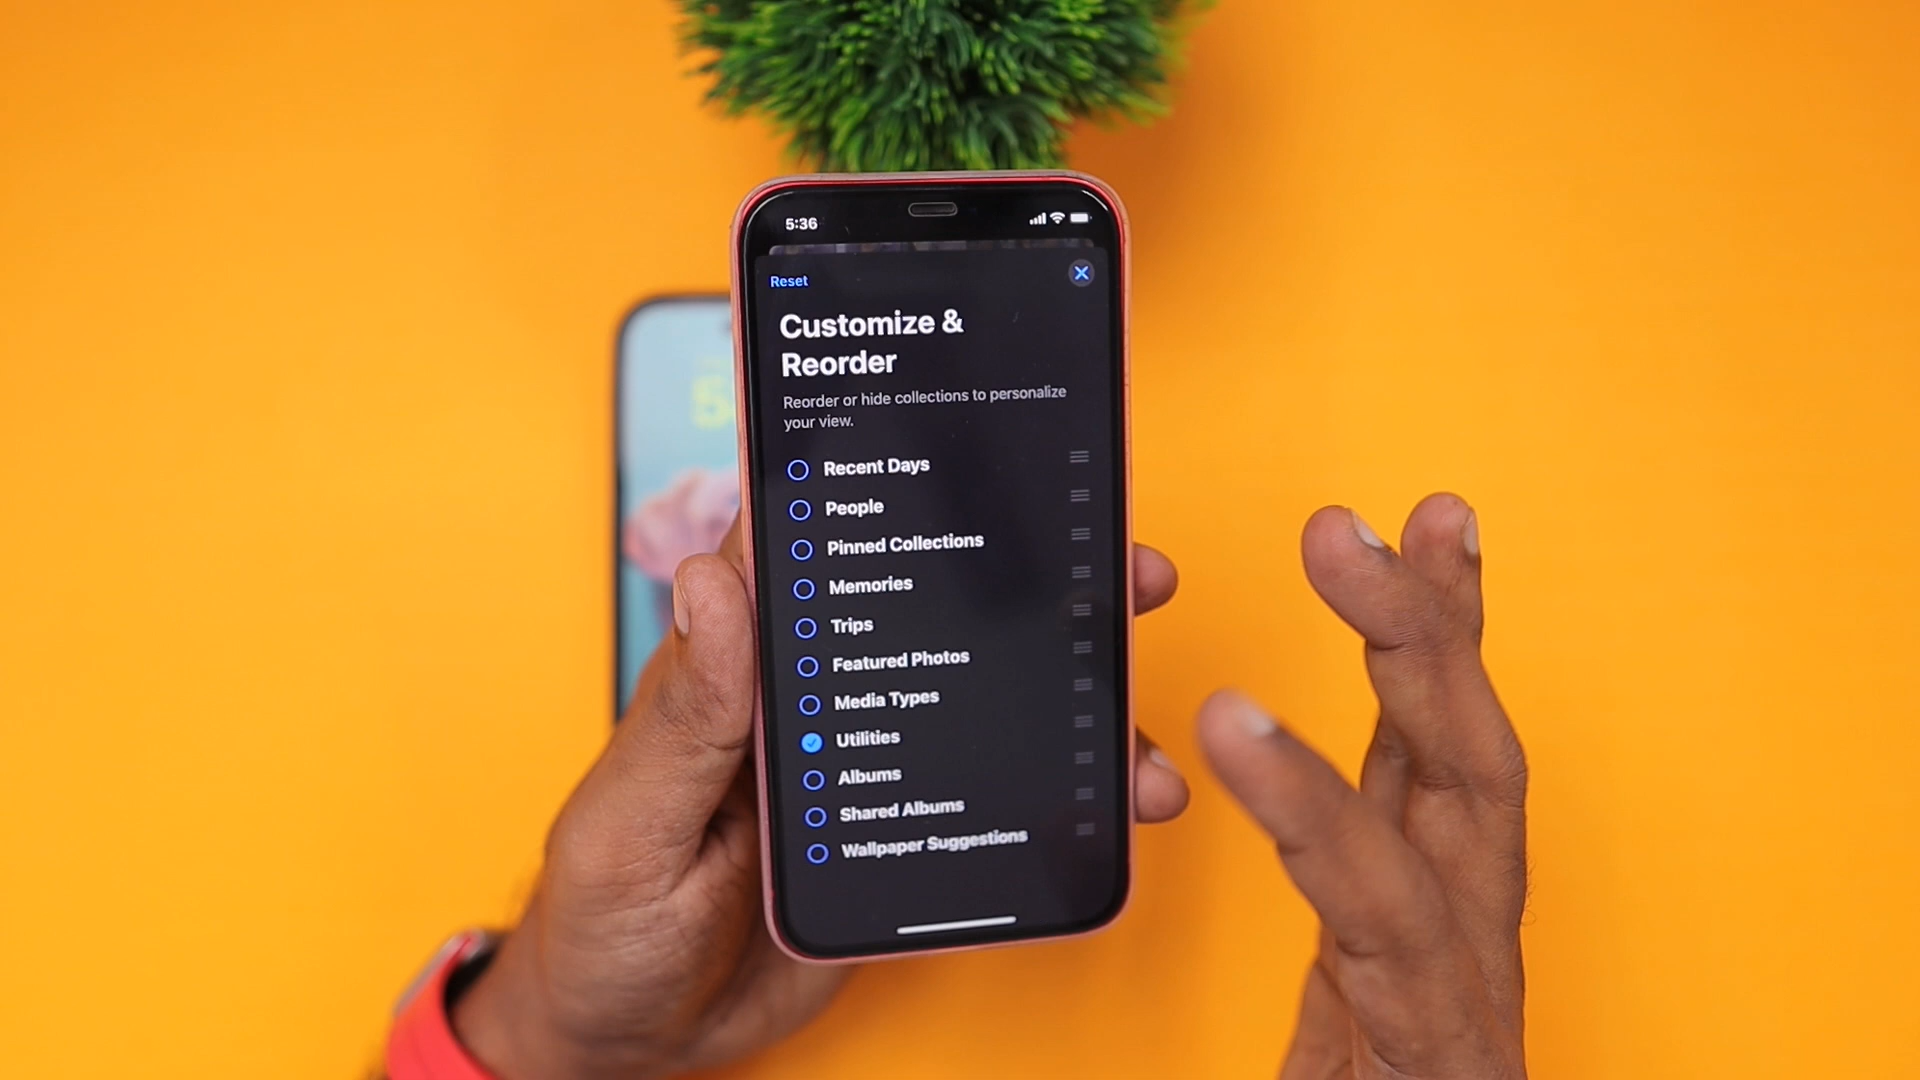 5:36
Reset
Customize &
Reorder
Reorder or hide collections to personalize
your view.
Recent Days
People
Pinned Collections
Memories
Trips
Featured Photos
Media Types
Utilities
Albums
Shared Albums
Wallpaper Suggestions